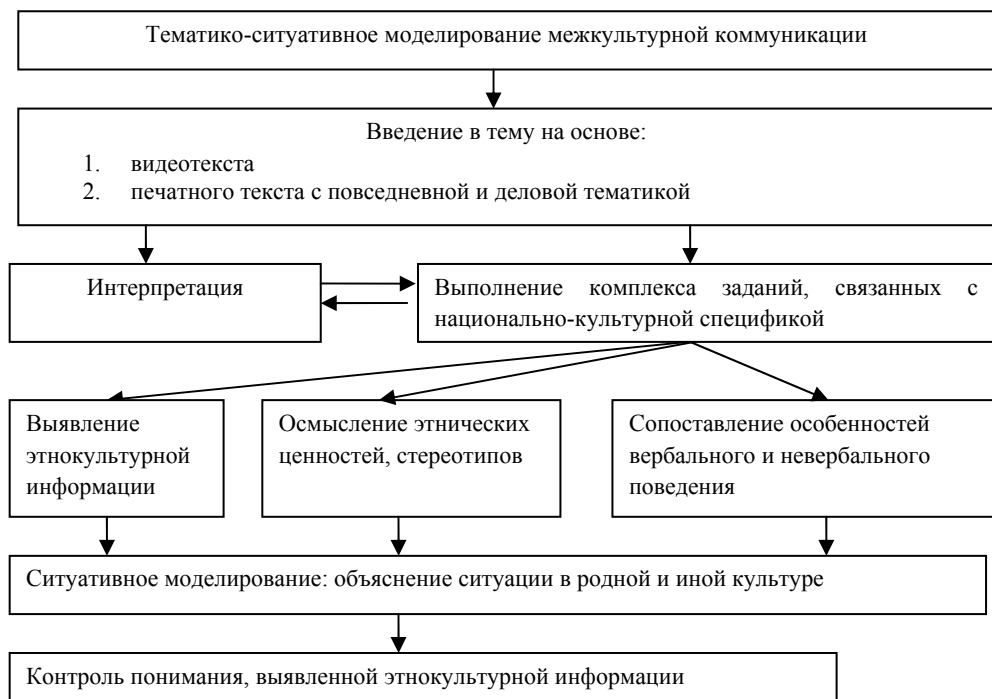 Тематико-ситуативное моделирование межкультурной коммуникации
Введение в тему на основе:
1. видеотекста
2. печатного текста с повседневной и деловой тематикой
Интерпретация
Выполнение комплекса заданий, связанных с
национально-культурной спецификой
Выявление
этнокультурной
информации
Осмысление этнических
ценностей, стереотипов
Сопоставление особенностей
вербального и невербального
поведения
Ситуативное моделирование: объяснение ситуации в родной и иной культуре
Контроль понимания, выявленной этнокультурной информации